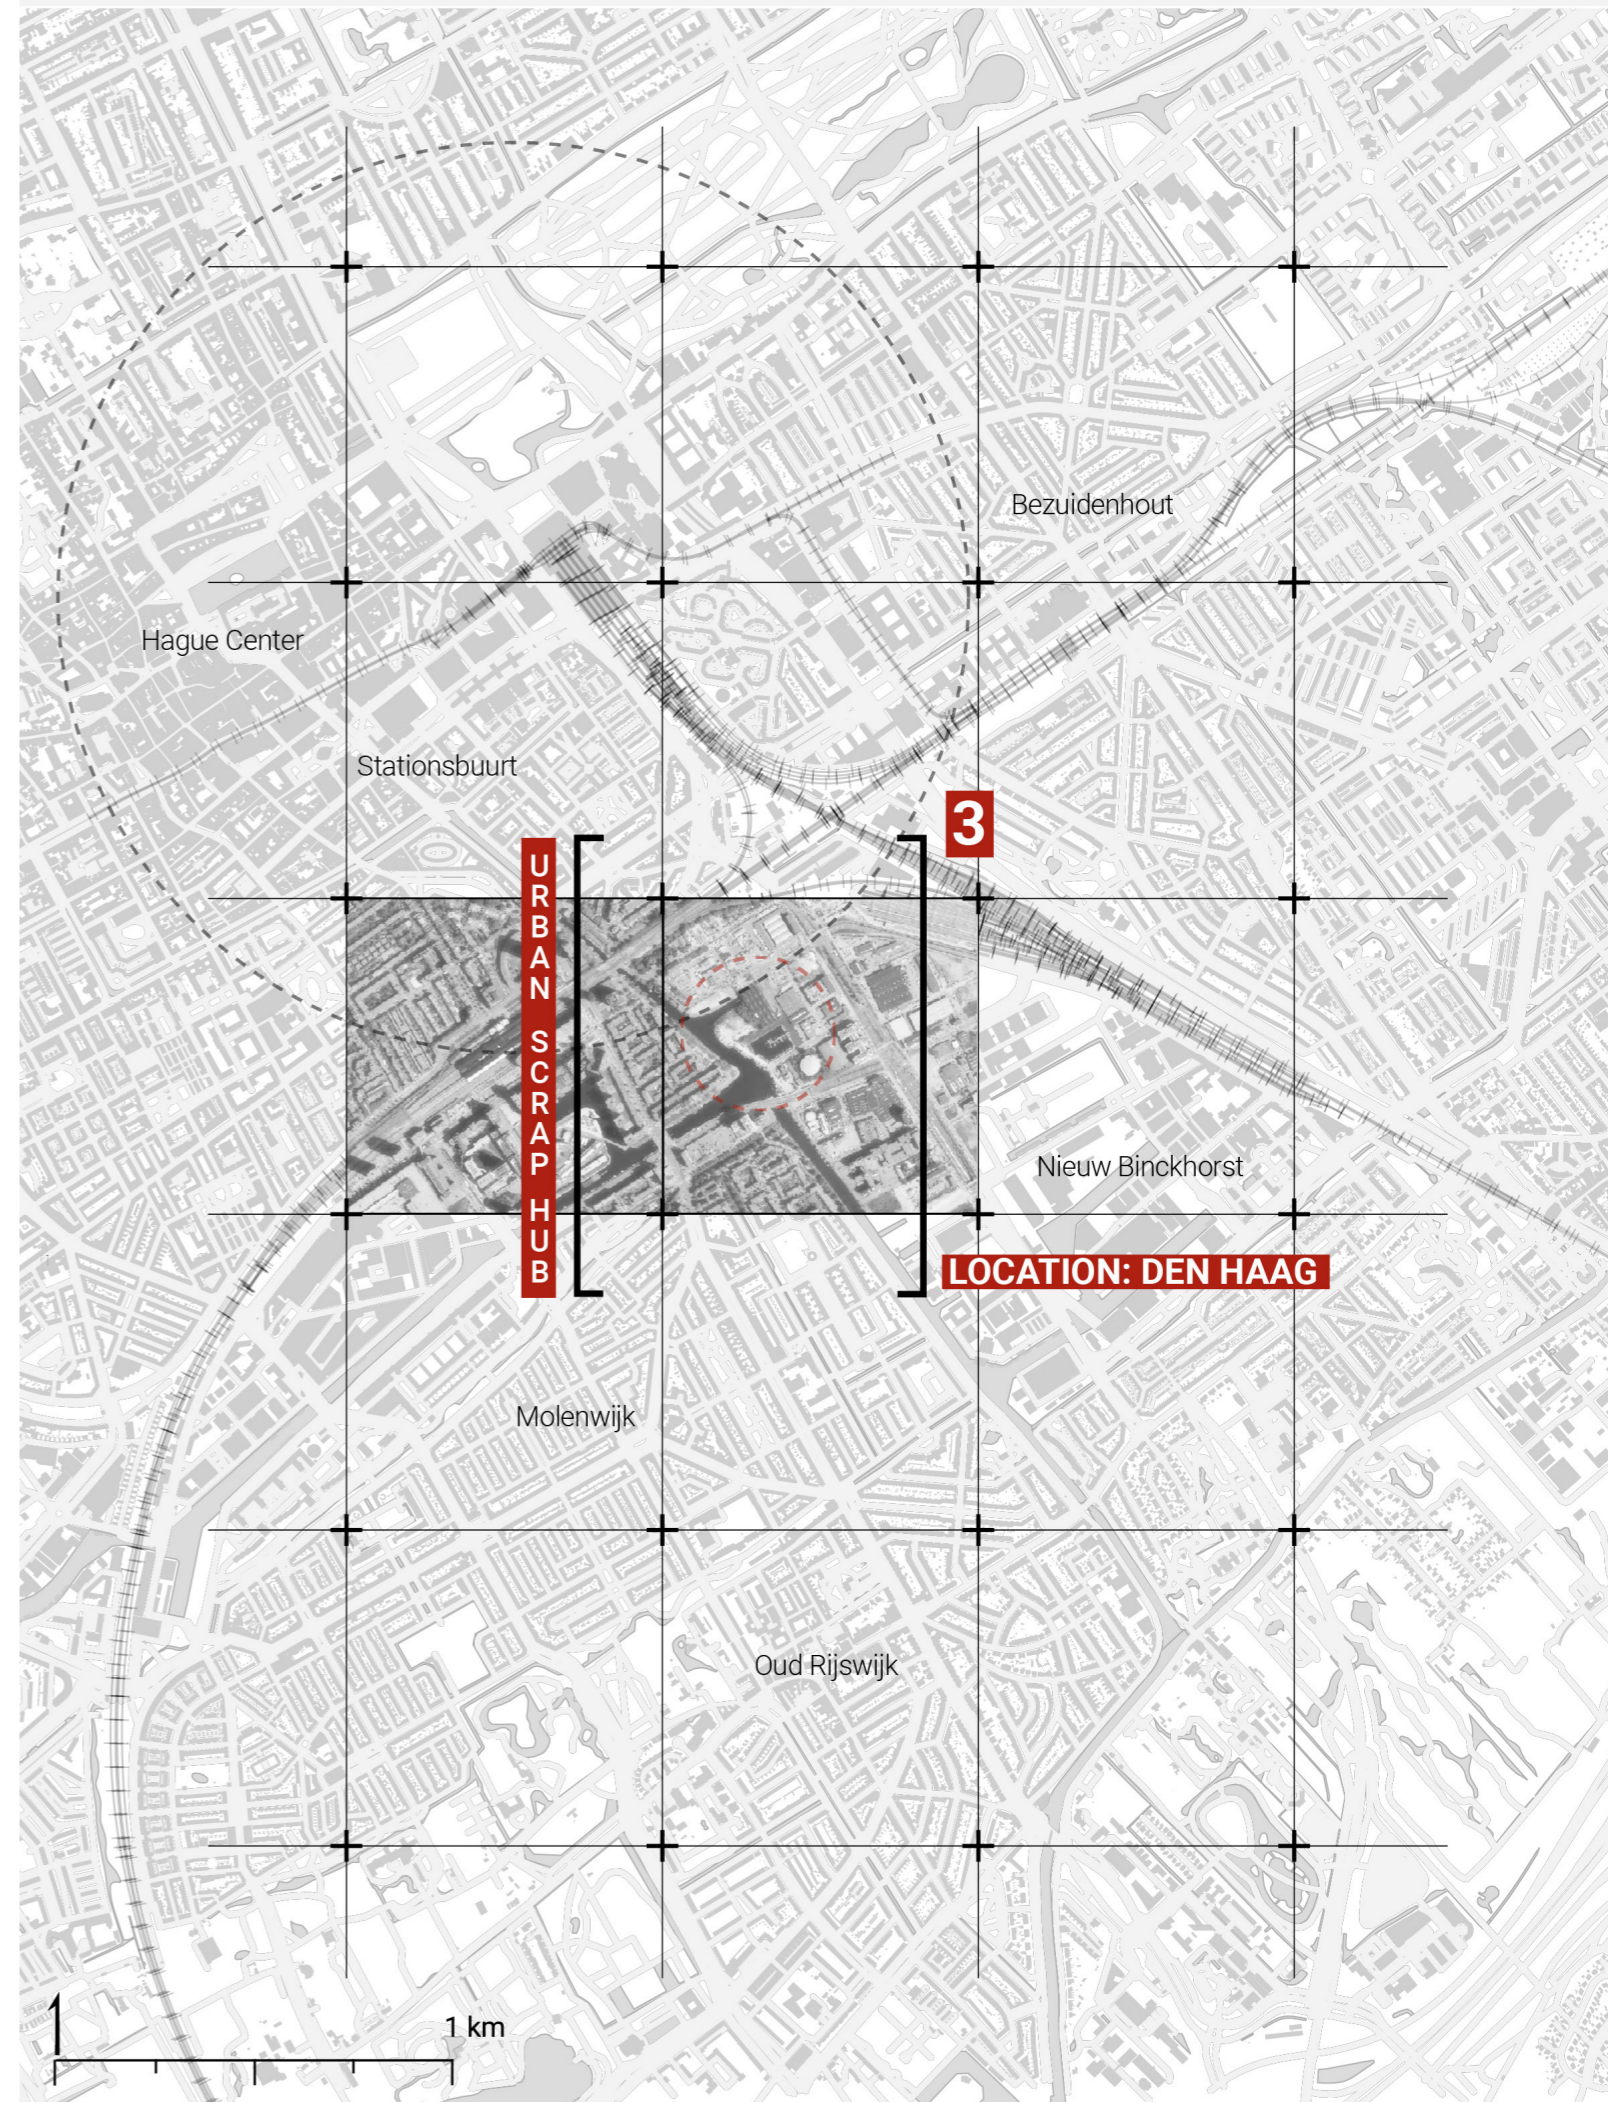 Bezuidenhout
Hague Center
Stationsbuurt
3
URBAN SCRAP HUB
Nieuw Binckhorst
LOCATION: DEN HAAG
Molenwijk
Oud Rijswijk
1 km